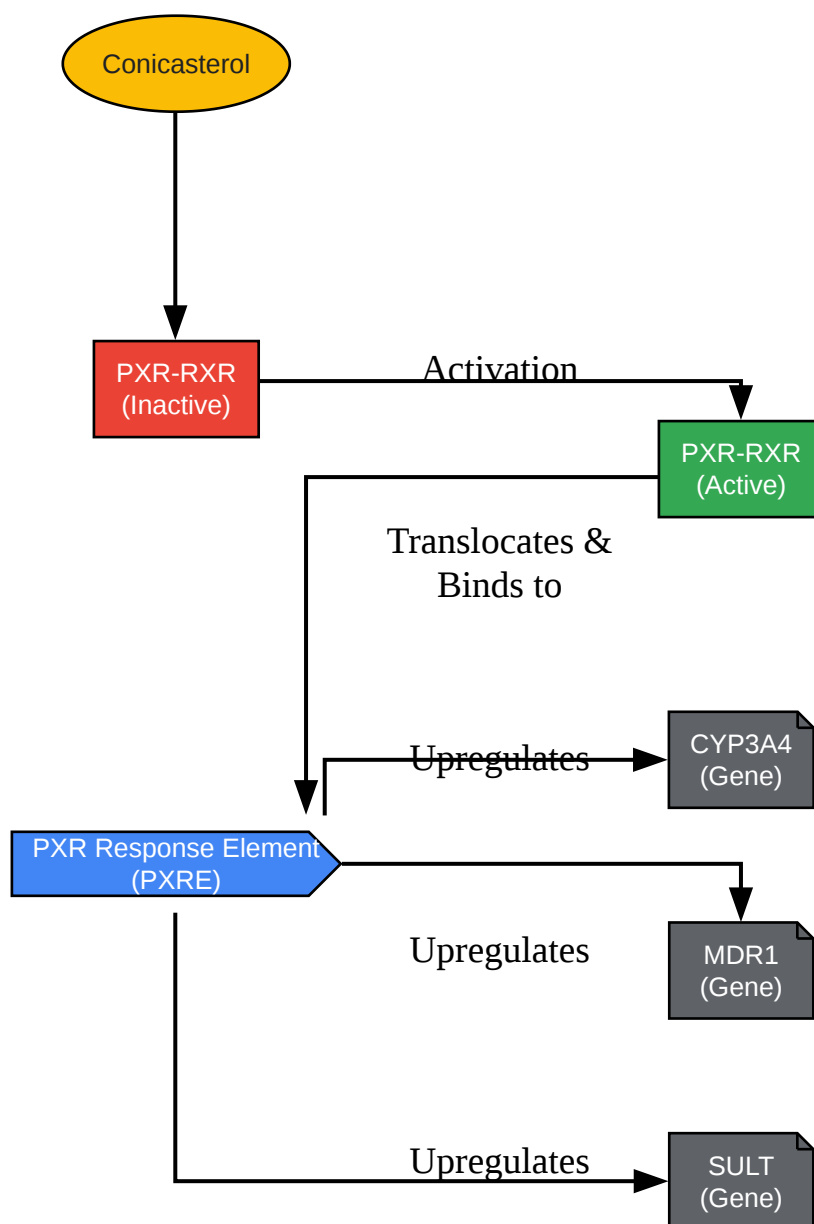 Conicasterol
PXR-RXR
(Inactive)
Activation
PXR-RXR
(Active)
Translocates &
Binds to
Upregulates
CYP3A4
(Gene)
PXR Response Element
(PXRE)
Upregulates
MDR1
(Gene)
Upregulates
SULT
(Gene)